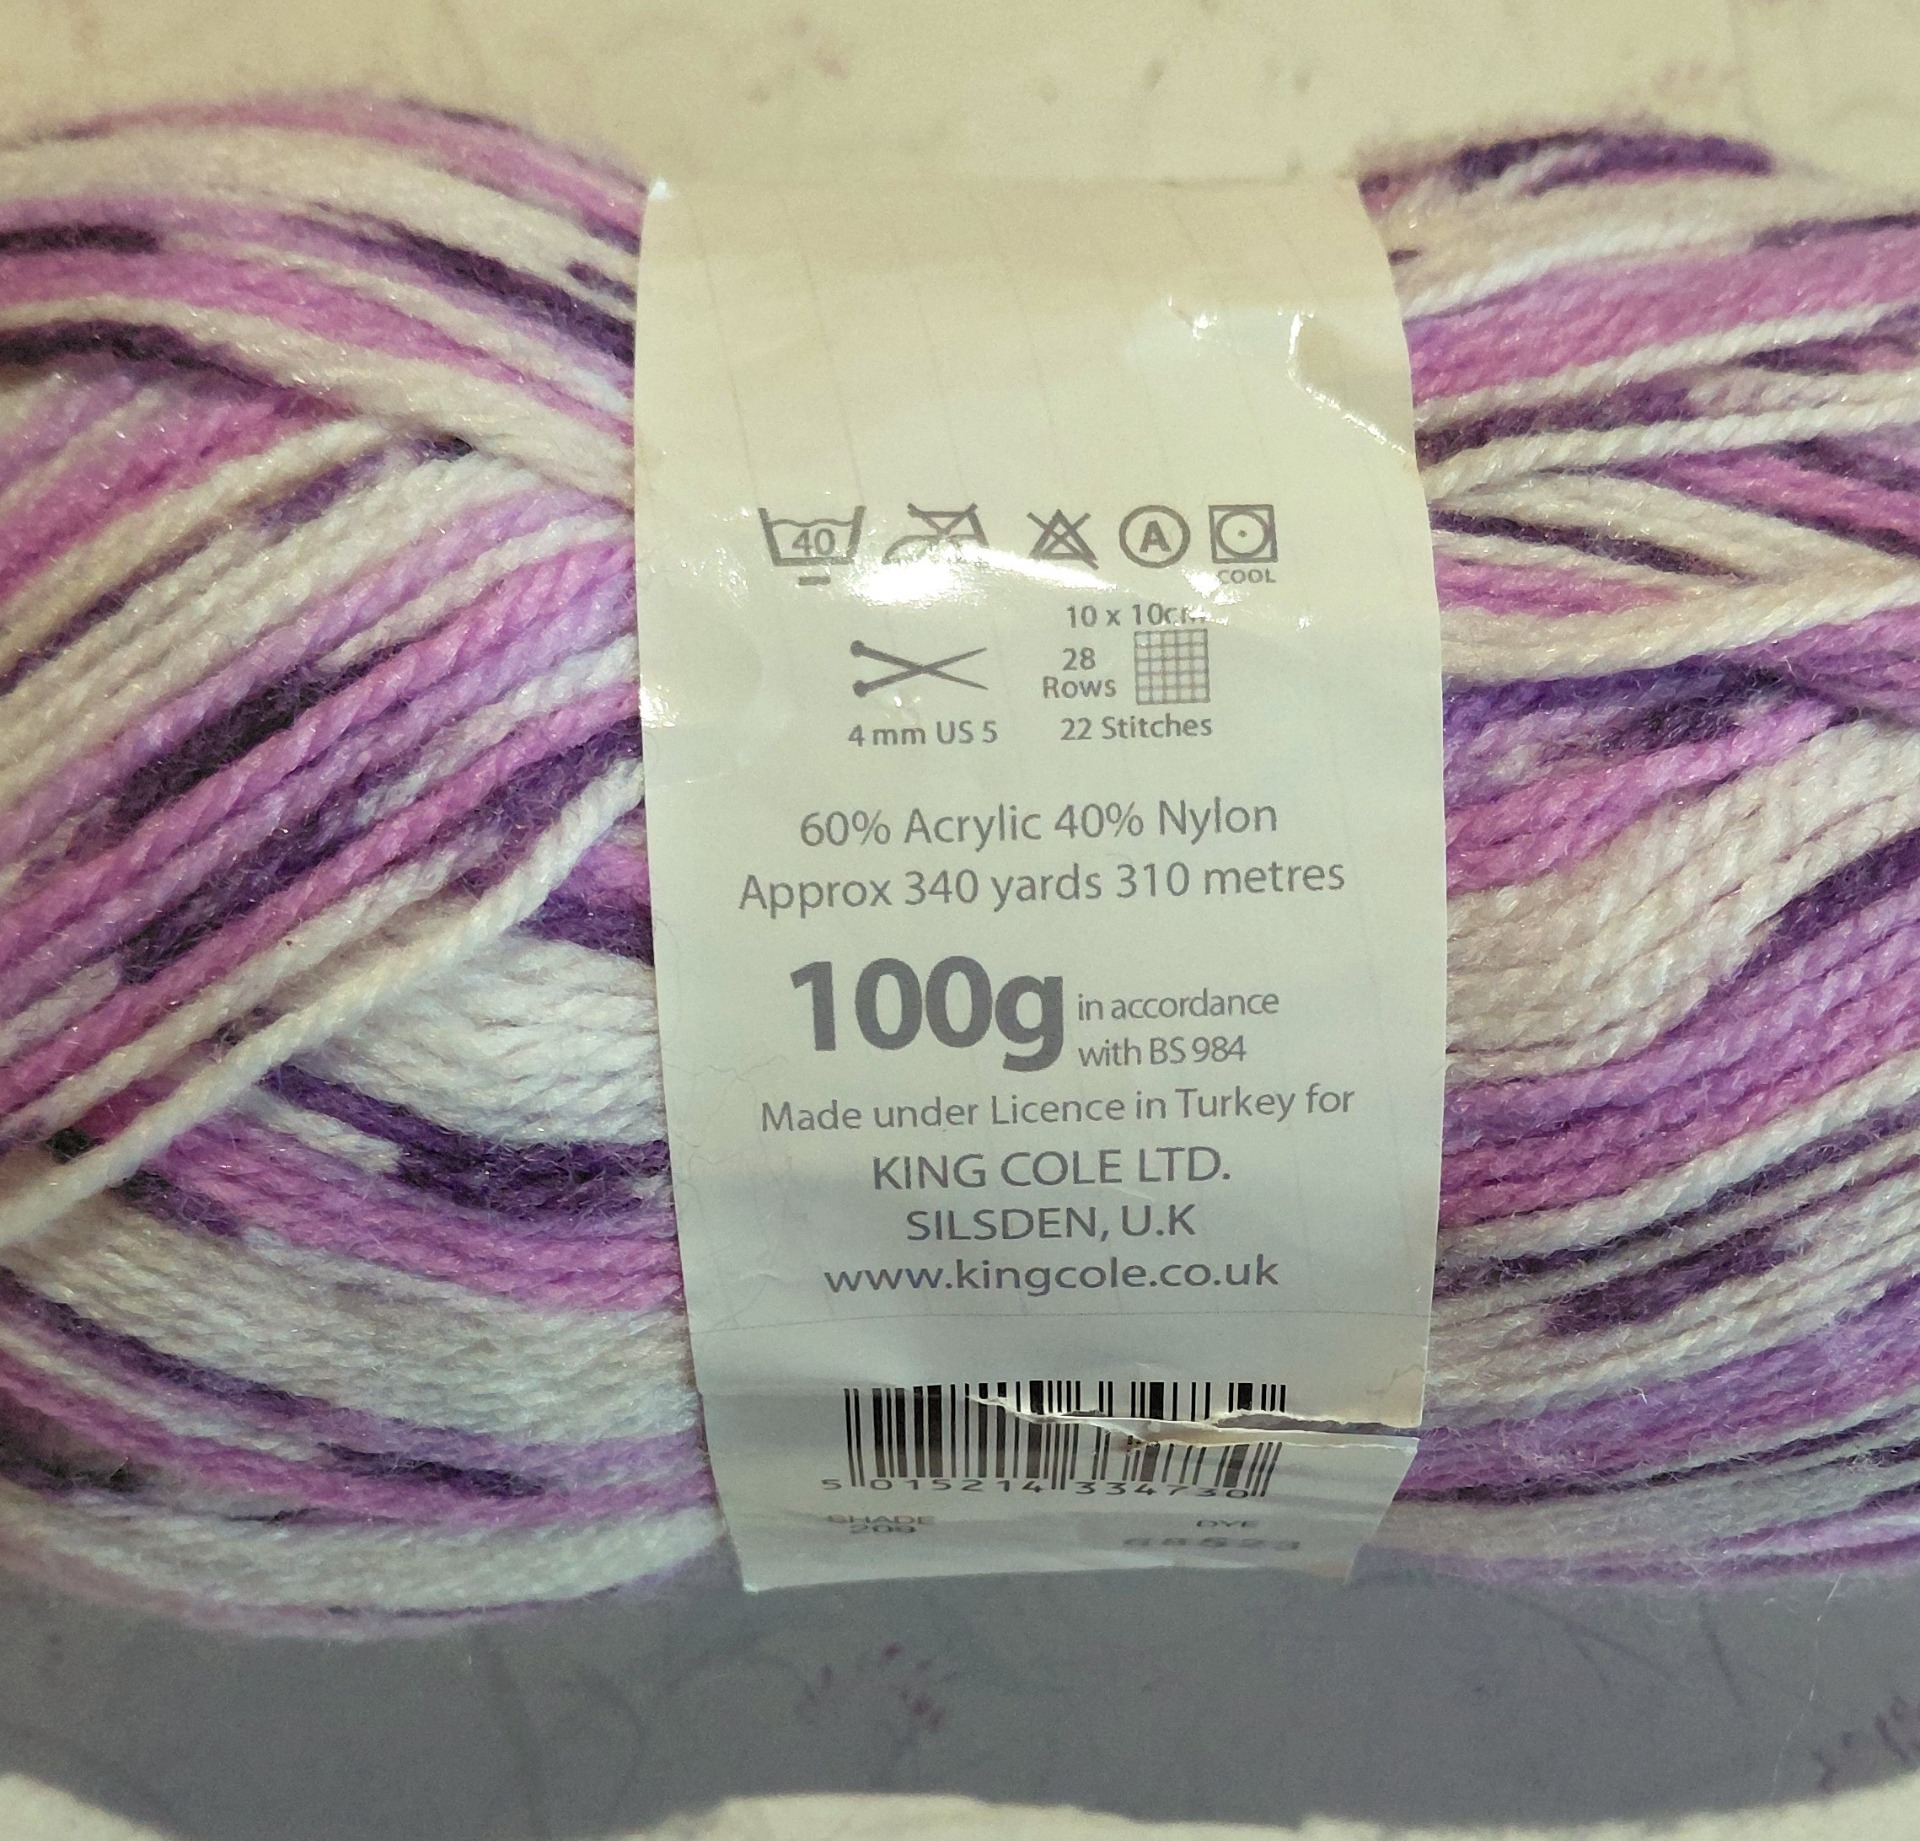 40
A
COOL
10 x 10cm
28
Rows
4mm US 5
22 Stitches
60% Acrylic 40% Nylon
Approx 340 yards 310 metres
100g in accordance
with BS 984
Made under Licence in Turkey for
KING COLE LTD.
SILSDEN, U.K
www.kingcole.co.uk
5 015214 334730
SHADE DYE
209